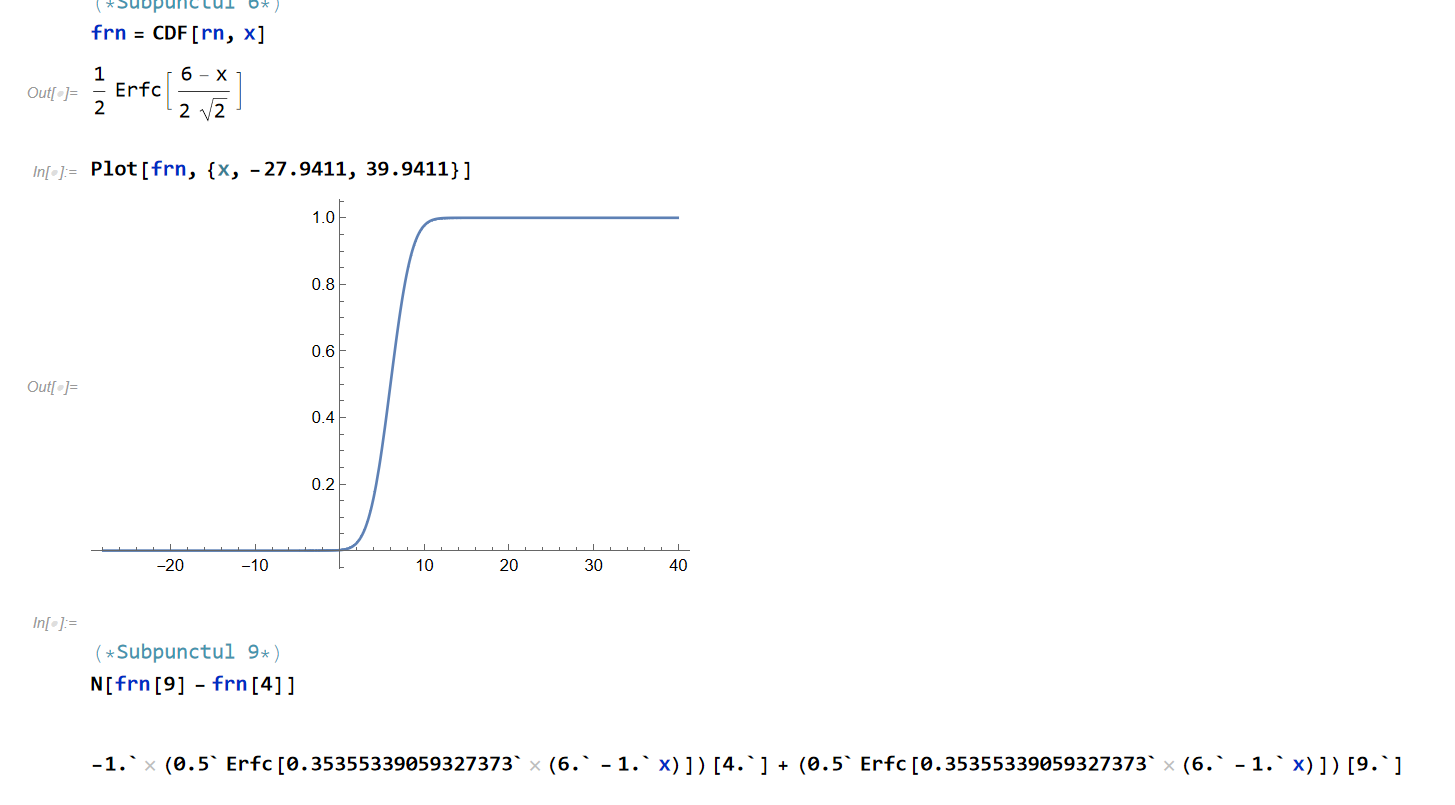 (*Subpunctul 6*)
frn = CDF[rn, x]
Out[•]= 1/2 Erfc[(6 - x)/(2 √2)]
In[•]:= Plot[frn, {x, -27.9411, 39.9411}]
1.0
0.8
0.6
Out[•]=
0.4
0.2
-20 -10 10 20 30 40
In[•]:=
(*Subpunctul 9*)
N[frn[9] - frn[4]]
-1.` × (0.5` Erfc[0.35355339059327373` × (6.` - 1.` x)])[4.`] + (0.5` Erfc[0.35355339059327373` × (6.` - 1.` x)])[9.`]